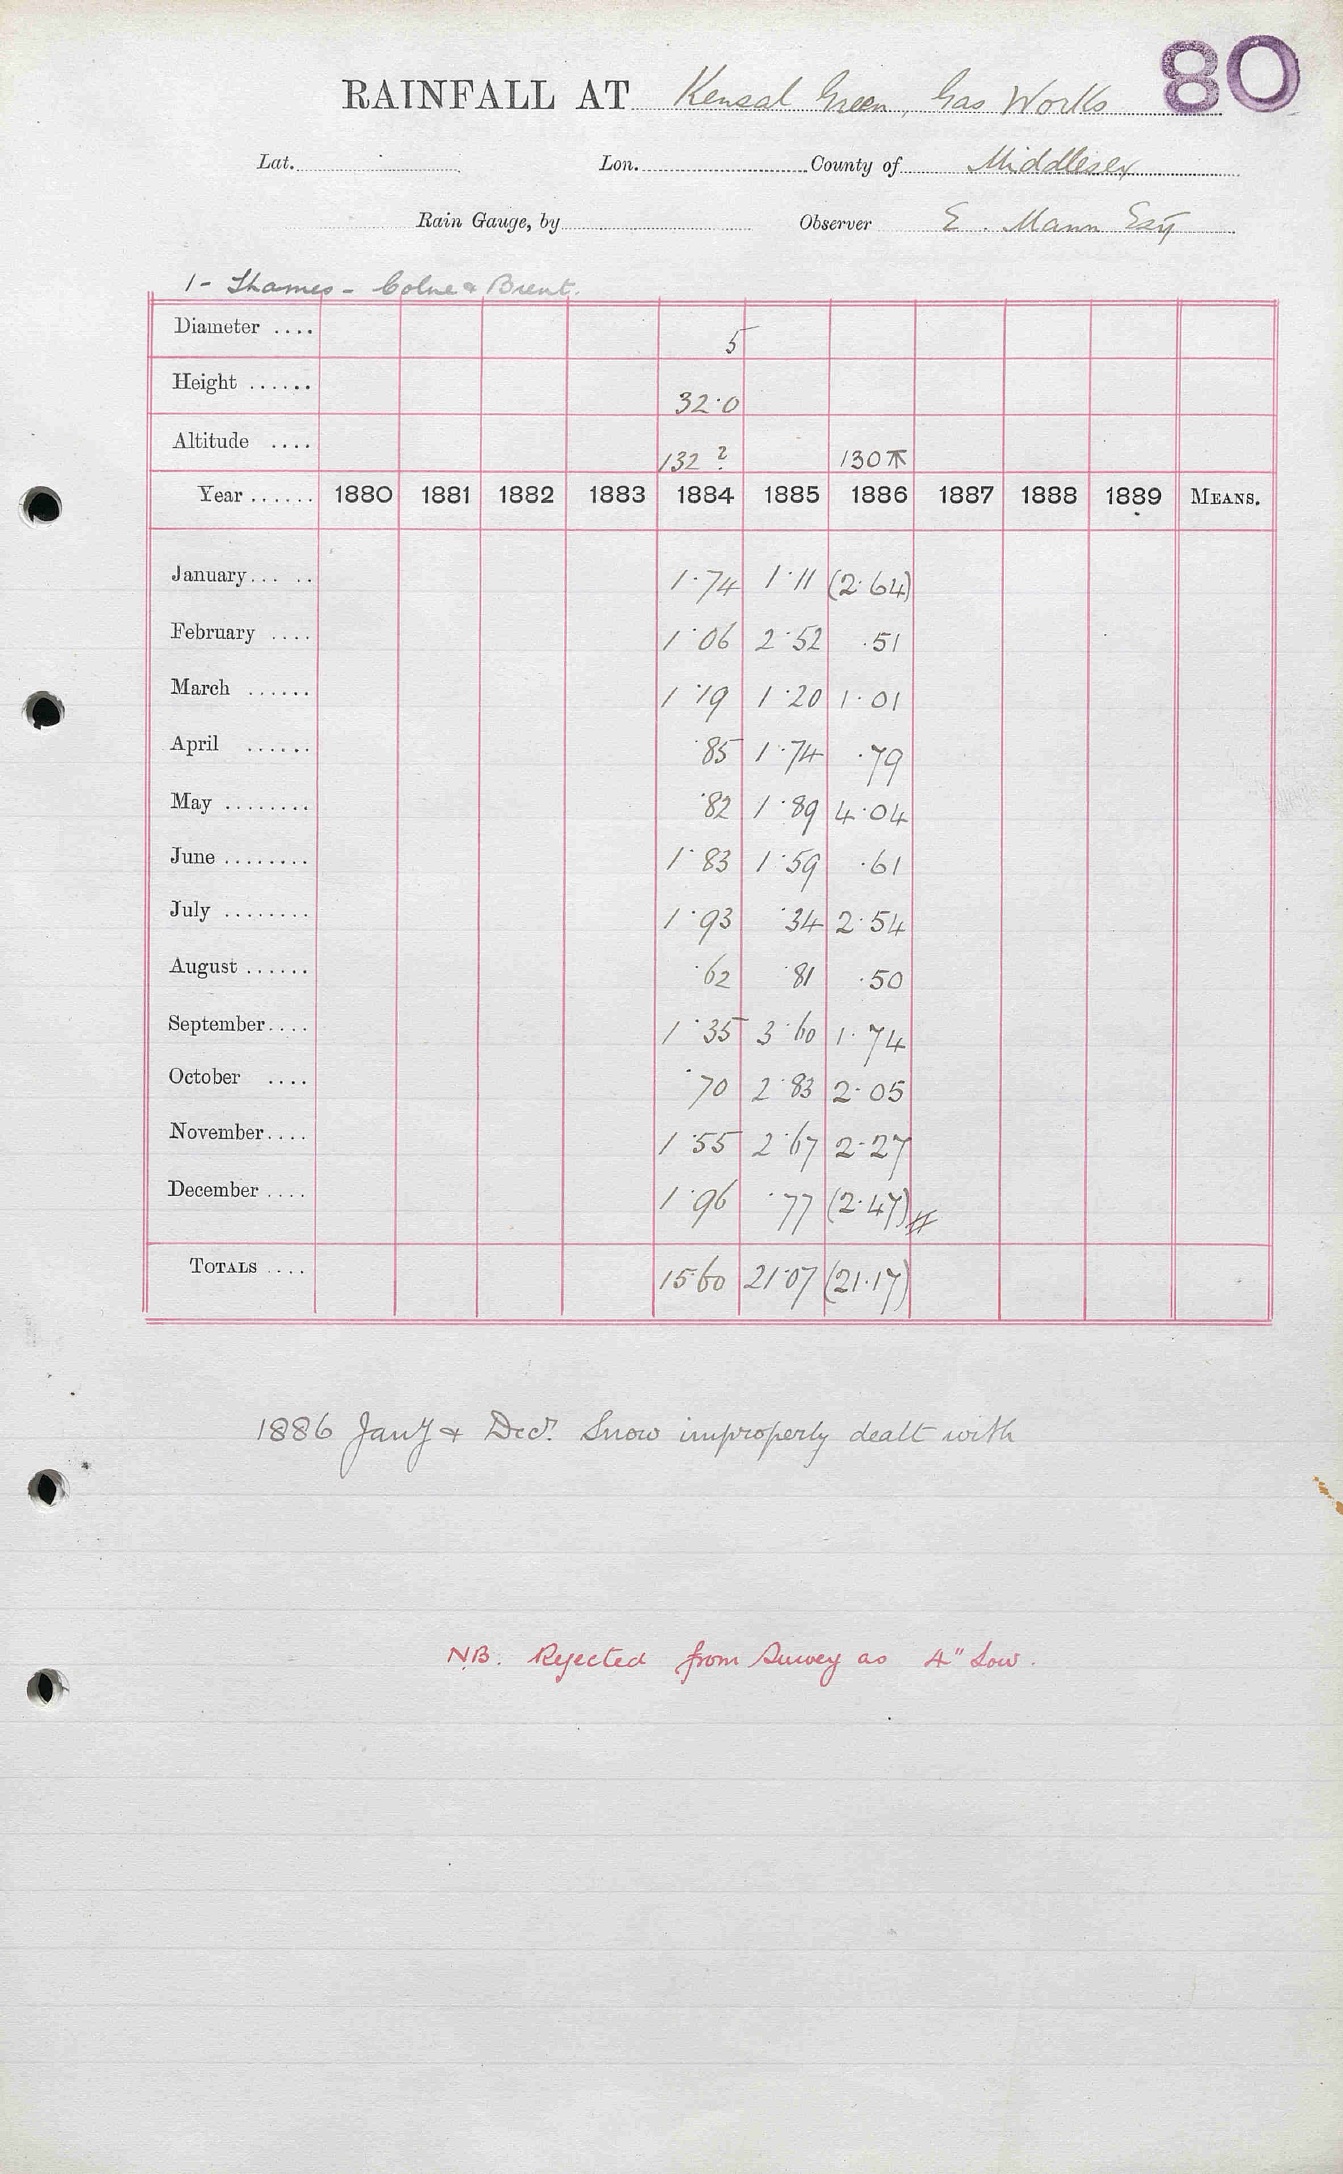 80
RAINFALL AT Kensal Green, Gas Works
Lat. Lon. County of Middlesex
Rain Gauge, by Observer E. Mann Esq
1 - Thames - Colne & Brent.
Diameter .... 5
Height ...... 32.0
Altitude .... 132 ? 130
Year ...... 1880 1881 1882 1883 1884 1885 1886 1887 1888 1889 MEANS.
January... .. 1.74 1.11 (2.64)
February .... 1.06 2.52 .51
March ...... 1.19 1.20 1.01
April ...... .85 1.74 .79
May ........ .82 1.89 4.04
June ........ 1.83 1.59 .61
July ........ 1.93 .34 2.54
August ...... .62 .81 .50
September.... 1.35 3.60 1.74
October .... .70 2.83 2.05
November.... 1.55 2.67 2.27
December .... 1.96 .77 (2.47)
TOTALS .... 15.60 21.07 (21.17)
1886 Jany & Decr. Snow improperly dealt with
NB. Rejected from Survey as 4" Low.